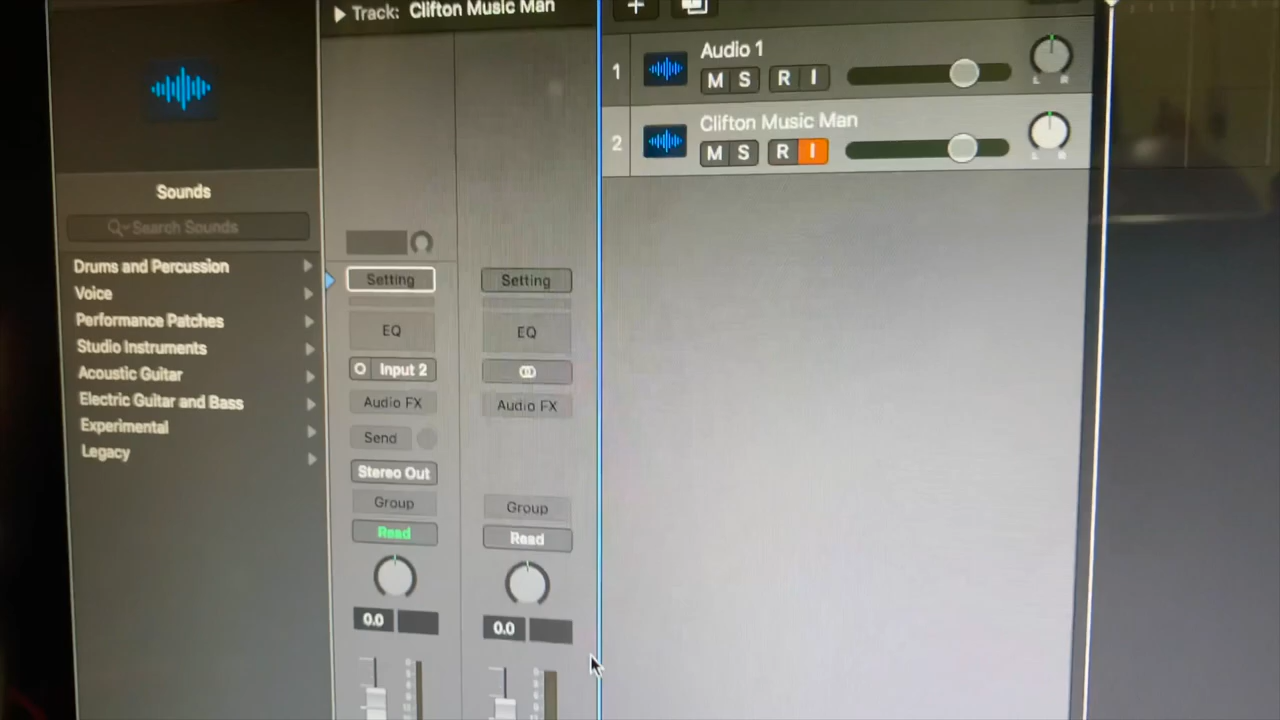 Track: Clifton Music Man
Sounds
Search Sounds
Drums and Percussion
Voice
Performance Patches
Studio Instruments
Acoustic Guitar
Electric Guitar and Bass
Experimental
Legacy
Setting
EQ
Input 2
Audio FX
Send
Stereo Out
Group
Read
0.0
Setting
EQ
Audio FX
Group
Read
0.0
1
Audio 1
M S R I
L R
2
Clifton Music Man
M S R I
L R